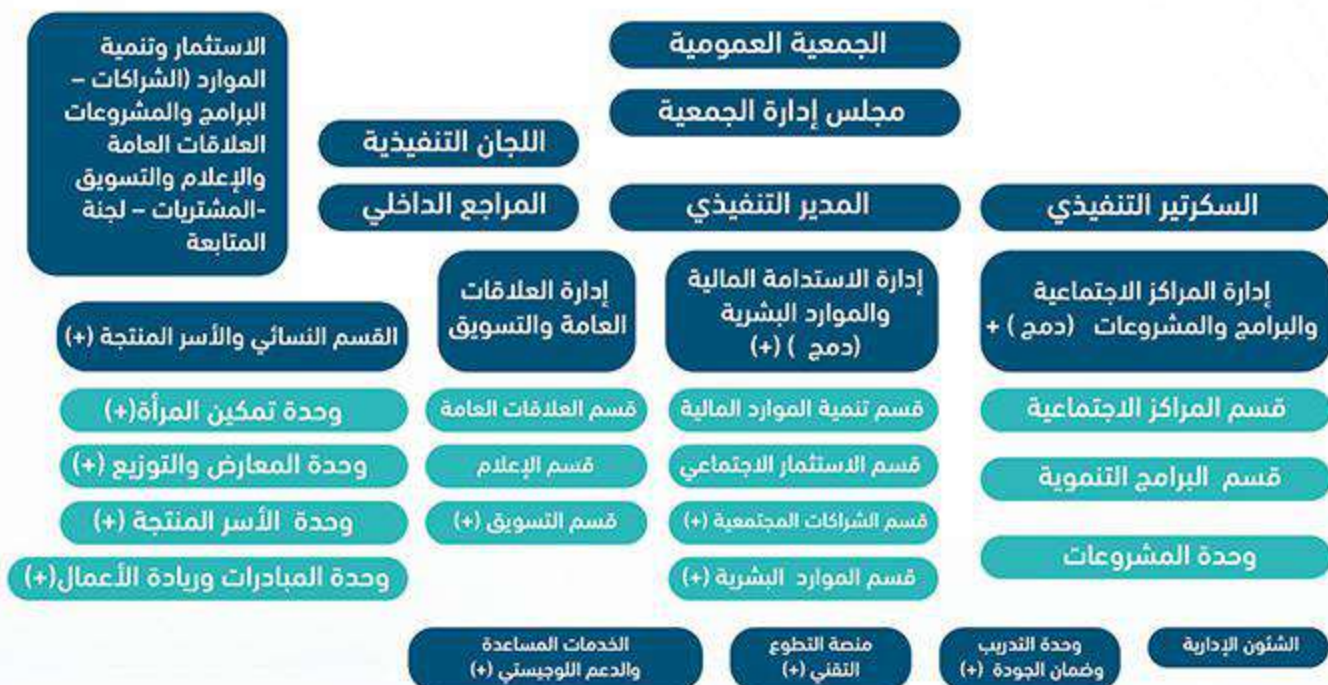 الجمعية العمومية
مجلس إدارة الجمعية
الاستثمار وتنمية
الموارد (الشراكات –
البرامج والمشروعات
العلاقات العامة
والإعلام والتسويق
-المشتريات – لجنة
المتابعة
اللجان التنفيذية
السكرتير التنفيذي
المدير التنفيذي
المراجع الداخلي
إدارة المراكز الاجتماعية
والبرامج والمشروعات (دمج ) +
قسم المراكز الاجتماعية
قسم البرامج التنموية
وحدة المشروعات
إدارة الاستدامة المالية
والموارد البشرية
(دمج ) (+)
قسم تنمية الموارد المالية
قسم الاستثمار الاجتماعي
قسم الشراكات المجتمعية (+)
قسم الموارد البشرية (+)
إدارة العلاقات
العامة والتسويق
قسم العلاقات العامة
قسم الإعلام
قسم التسويق (+)
القسم النسائي والأسر المنتجة (+)
وحدة تمكين المرأة(+)
وحدة المعارض والتوزيع (+)
وحدة الأسر المنتجة (+)
وحدة المبادرات وريادة الأعمال(+)
الشئون الإدارية
وحدة التدريب
وضمان الجودة (+)
منصة التطوع
التقني (+)
الخدمات المساعدة
والدعم اللوجيستي (+)